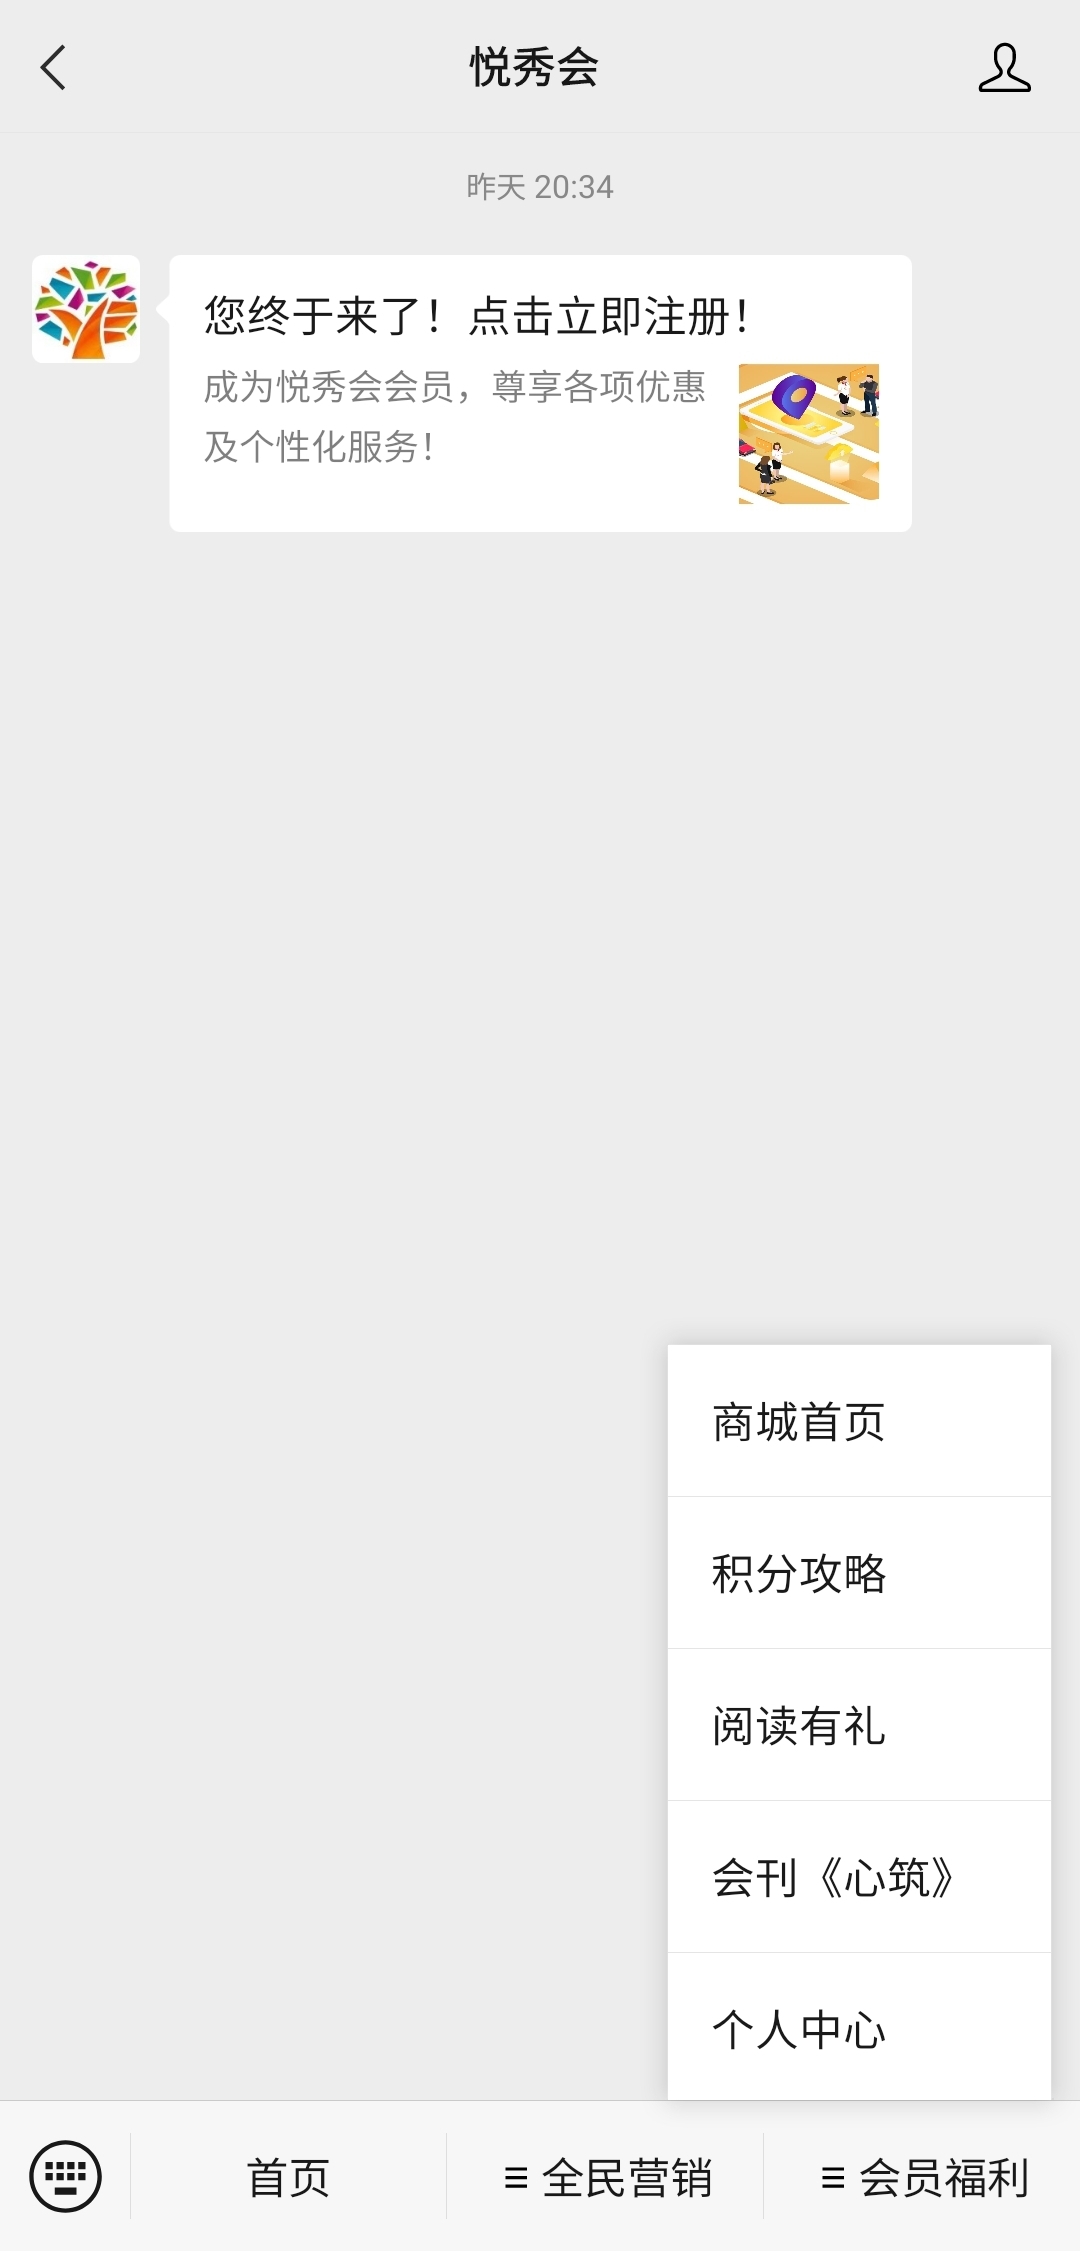 悦秀会
昨天 20:34
您终于来了！点击立即注册！
成为悦秀会会员，尊享各项优惠
及个性化服务！
商城首页
积分攻略
阅读有礼
会刊《心筑》
个人中心
首页
全民营销
会员福利